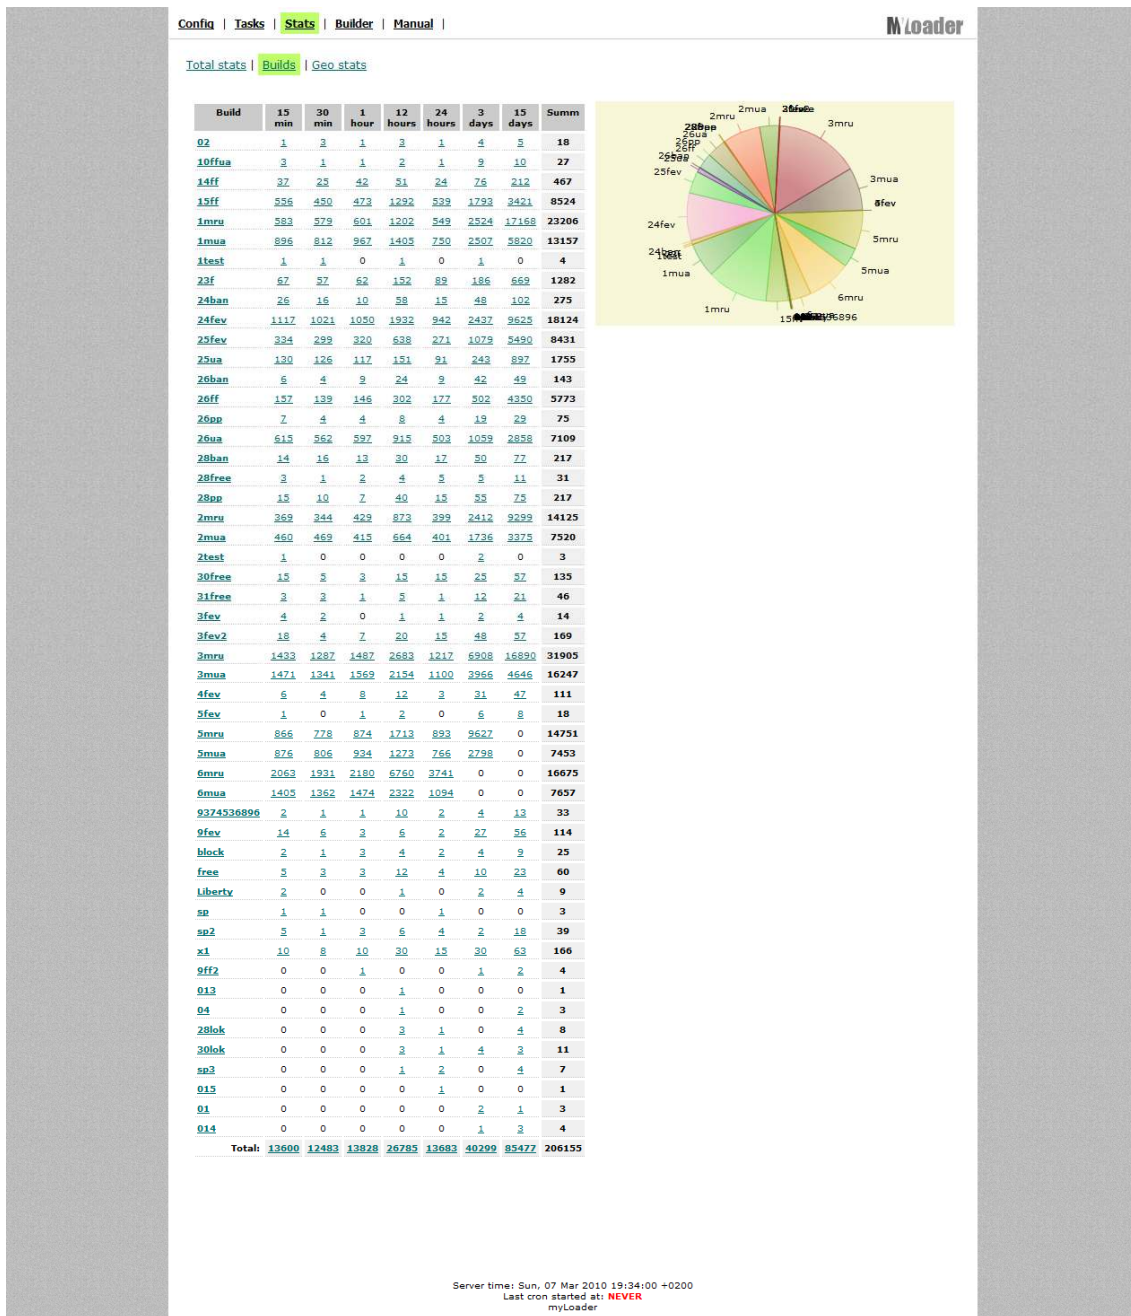 Config | Tasks | Stats | Builder | Manual |
MyLoader
Total stats | Builds | Geo stats
Build 15 min 30 min 1 hour 12 hours 24 hours 3 days 15 days Summ
02 1 3 1 3 1 4 5 18
10ffua 3 1 1 2 1 9 10 27
14ff 37 25 42 51 24 76 212 467
15ff 556 450 473 1292 539 1793 3421 8524
1mru 583 579 601 1202 549 2524 17168 23206
1mua 896 812 967 1405 750 2507 5820 13157
1test 1 1 0 1 0 1 0 4
23f 67 57 62 152 89 186 669 1282
24ban 26 16 10 58 15 48 102 275
24fev 1117 1021 1050 1932 942 2437 9625 18124
25fev 334 299 320 638 271 1079 5490 8431
25ua 130 126 117 151 91 243 897 1755
26ban 6 4 9 24 9 42 49 143
26ff 157 139 146 302 177 502 4350 5773
26pp 7 4 4 8 4 19 29 75
26ua 615 562 597 915 503 1059 2858 7109
28ban 14 16 13 30 17 50 77 217
28free 3 1 2 4 5 5 11 31
28pp 15 10 7 40 15 55 75 217
2mru 369 344 429 873 399 2412 9299 14125
2mua 460 469 415 664 401 1736 3375 7520
2test 1 0 0 0 0 2 0 3
30free 15 5 3 15 15 25 57 135
31free 3 3 1 5 1 12 21 46
3fev 4 2 0 1 1 2 4 14
3fev2 18 4 7 20 15 48 57 169
3mru 1433 1287 1487 2683 1217 6908 16890 31905
3mua 1471 1341 1569 2154 1100 3966 4646 16247
4fev 6 4 8 12 3 31 47 111
5fev 1 0 1 2 0 6 8 18
5mru 866 778 874 1713 893 9627 0 14751
5mua 876 806 934 1273 766 2798 0 7453
6mru 2063 1931 2180 6760 3741 0 0 16675
6mua 1405 1362 1474 2322 1094 0 0 7657
9374536896 2 1 1 10 2 4 13 33
9fev 14 6 3 6 2 27 56 114
block 2 1 3 4 2 4 9 25
free 5 3 3 12 4 10 23 60
Liberty 2 0 0 1 0 2 4 9
sp 1 1 0 0 1 0 0 3
sp2 5 1 3 6 4 2 18 39
x1 10 8 10 30 15 30 63 166
9ff2 0 0 1 0 0 1 2 4
013 0 0 0 1 0 0 0 1
04 0 0 0 1 0 0 2 3
28lok 0 0 0 3 1 0 4 8
30lok 0 0 0 3 1 4 3 11
sp3 0 0 0 1 2 0 4 7
015 0 0 0 0 1 0 0 1
01 0 0 0 0 0 2 1 3
014 0 0 0 0 0 1 3 4
Total: 13600 12483 13828 26785 13683 40299 85477 206155
2mua
2mru
3mru
26ua
26pp
26ff
25fev
3mua
24fev
5mru
1test
1mua
5mua
6mru
1mru
Server time: Sun, 07 Mar 2010 19:34:00 +0200
Last cron started at: NEVER
myLoader